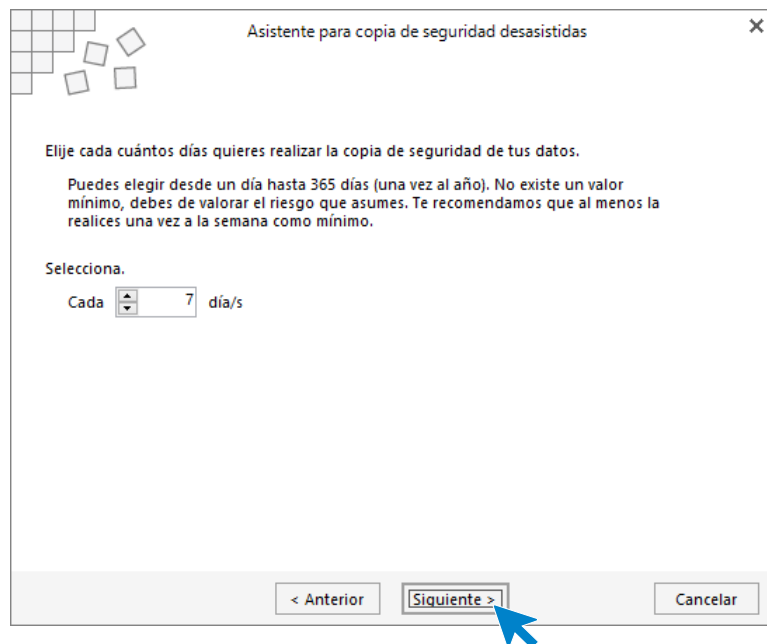 Asistente para copia de seguridad desasistidas
Elije cada cuántos días quieres realizar la copia de seguridad de tus datos.
Puedes elegir desde un día hasta 365 días (una vez al año). No existe un valor
mínimo, debes de valorar el riesgo que asumes. Te recomendamos que al menos la
realices una vez a la semana como mínimo.
Selecciona.
Cada 7 día/s
< Anterior Siguiente > Cancelar